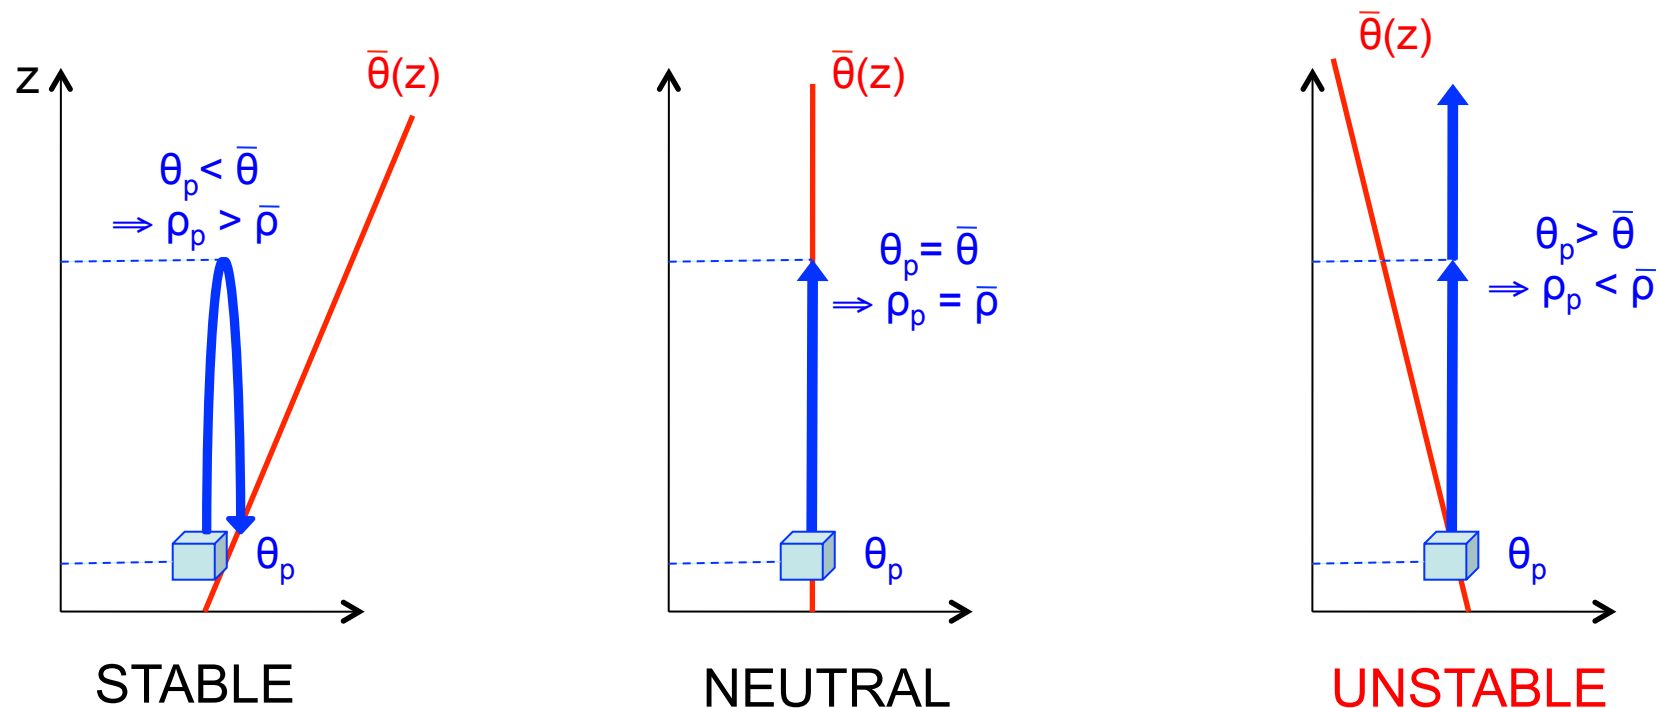 z
θ̅(z)
θp< θ̅
⇒ ρp > ρ̅
θp
STABLE
θ̅(z)
θp= θ̅
⇒ ρp = ρ̅
θp
NEUTRAL
θ̅(z)
θp> θ̅
⇒ ρp < ρ̅
θp
UNSTABLE